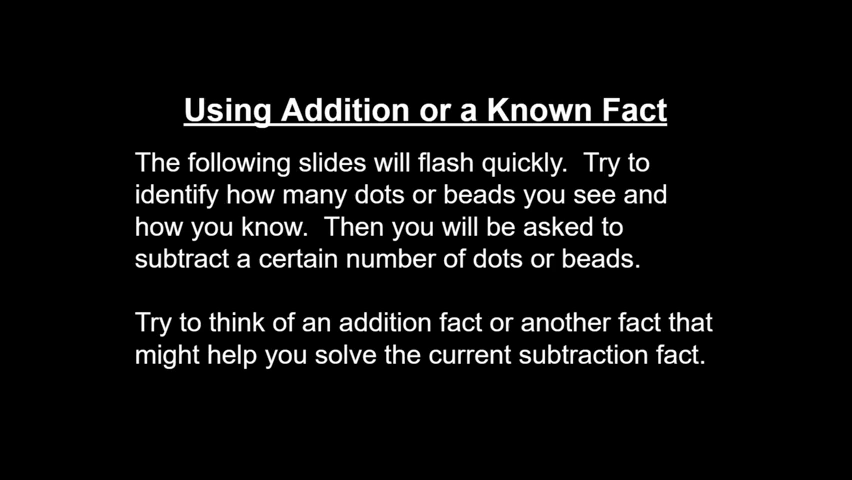 Using Addition or a Known Fact
The following slides will flash quickly.  Try to
identify how many dots or beads you see and
how you know.  Then you will be asked to
subtract a certain number of dots or beads.
Try to think of an addition fact or another fact that
might help you solve the current subtraction fact.